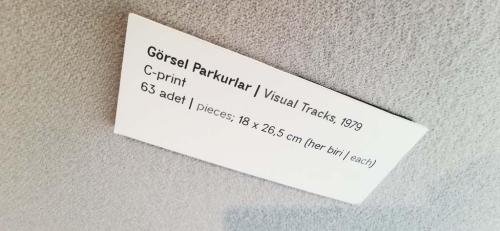 Görsel Parkurlar | Visual Tracks, 1979
C-print
63 adet | pieces; 18 x 26,5 cm (her biri | each)